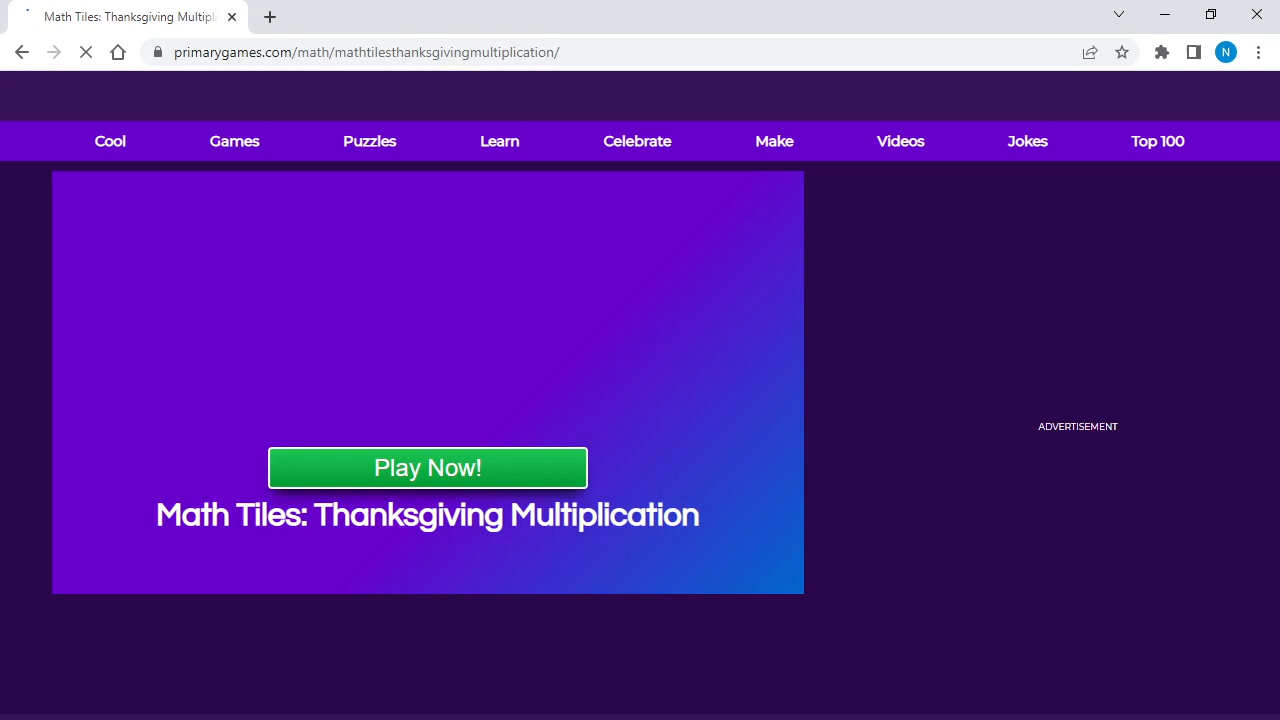 Math Tiles: Thanksgiving Multipli
primarygames.com/math/mathtilesthanksgivingmultiplication/
N
Cool
Games
Puzzles
Learn
Celebrate
Make
Videos
Jokes
Top 100
ADVERTISEMENT
Play Now!
Math Tiles: Thanksgiving Multiplication